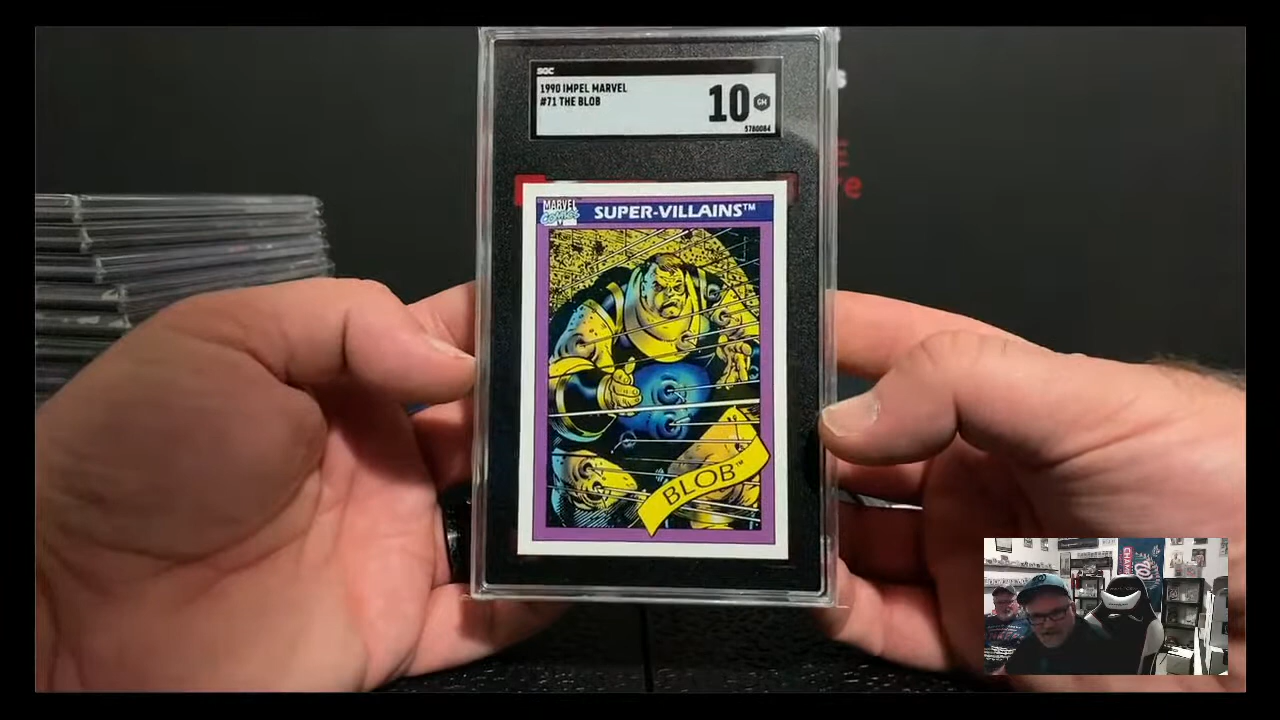 SGC
1990 IMPEL MARVEL
#71 THE BLOB
10 GM
5780084
MARVEL
COMICS
SUPER-VILLAINS™
BLOB™